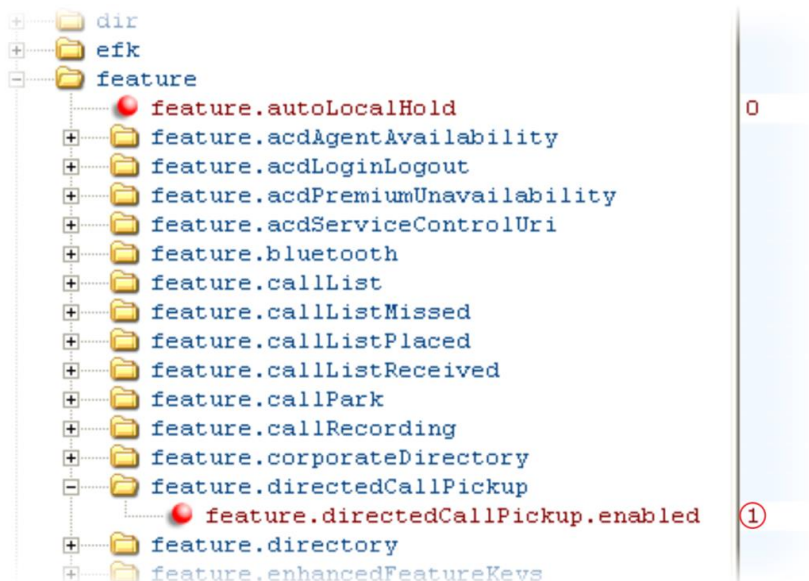 dir
efk
feature
feature.autoLocalHold 0
feature.acdAgentAvailability
feature.acdLoginLogout
feature.acdPremiumUnavailability
feature.acdServiceControlUri
feature.bluetooth
feature.callList
feature.callListMissed
feature.callListPlaced
feature.callListReceived
feature.callPark
feature.callRecording
feature.corporateDirectory
feature.directedCallPickup
feature.directedCallPickup.enabled 1
feature.directory
feature.enhancedFeatureKeys